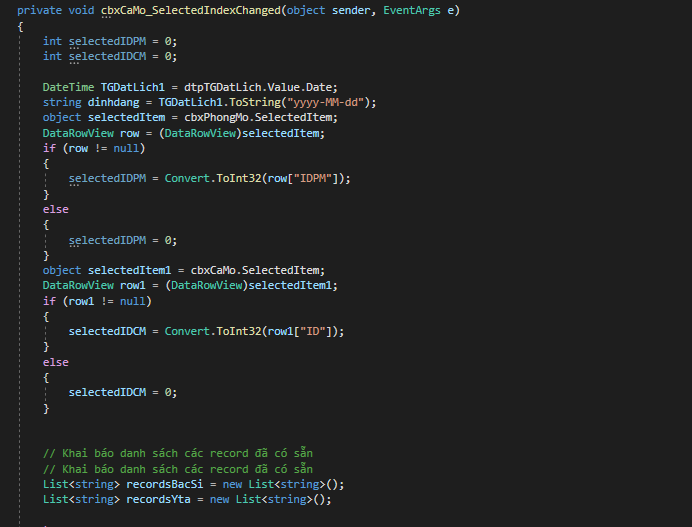 private void cbxCaMo_SelectedIndexChanged(object sender, EventArgs e)
{
int selectedIDPM = 0;
int selectedIDCM = 0;
DateTime TGDatLich1 = dtpTGDatLich.Value.Date;
string dinhdang = TGDatLich1.ToString("yyyy-MM-dd");
object selectedItem = cbxPhongMo.SelectedItem;
DataRowView row = (DataRowView)selectedItem;
if (row != null)
{
selectedIDPM = Convert.ToInt32(row["IDPM"]);
}
else
{
selectedIDPM = 0;
}
object selectedItem1 = cbxCaMo.SelectedItem;
DataRowView row1 = (DataRowView)selectedItem1;
if (row1 != null)
{
selectedIDCM = Convert.ToInt32(row1["ID"]);
}
else
{
selectedIDCM = 0;
}
// Khai báo danh sách các record đã có sẵn
// Khai báo danh sách các record đã có sẵn
List<string> recordsBacSi = new List<string>();
List<string> recordsYta = new List<string>();